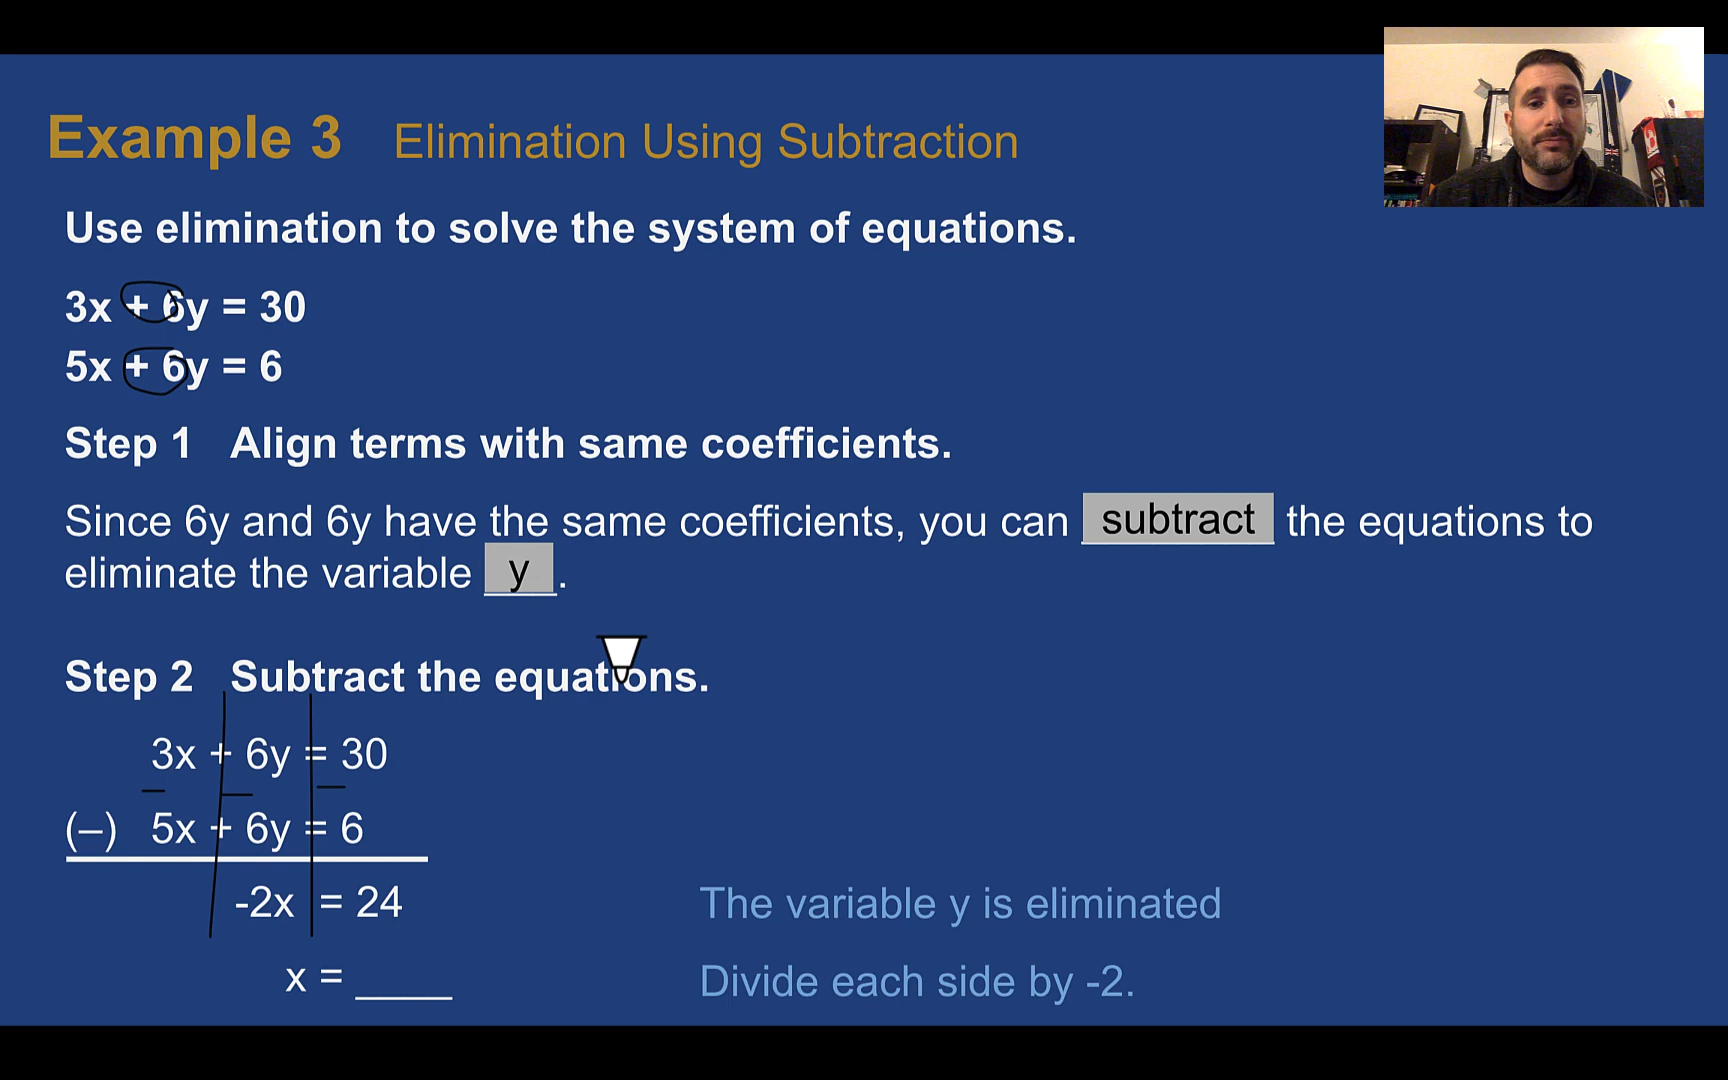 Example 3 Elimination Using Subtraction
Use elimination to solve the system of equations.
3x + 6y = 30
5x + 6y = 6
Step 1 Align terms with same coefficients.
Since 6y and 6y have the same coefficients, you can subtract the equations to
eliminate the variable y .
Step 2 Subtract the equations.
3x + 6y = 30
(–) 5x + 6y = 6
-2x = 24 The variable y is eliminated
x = ____ Divide each side by -2.